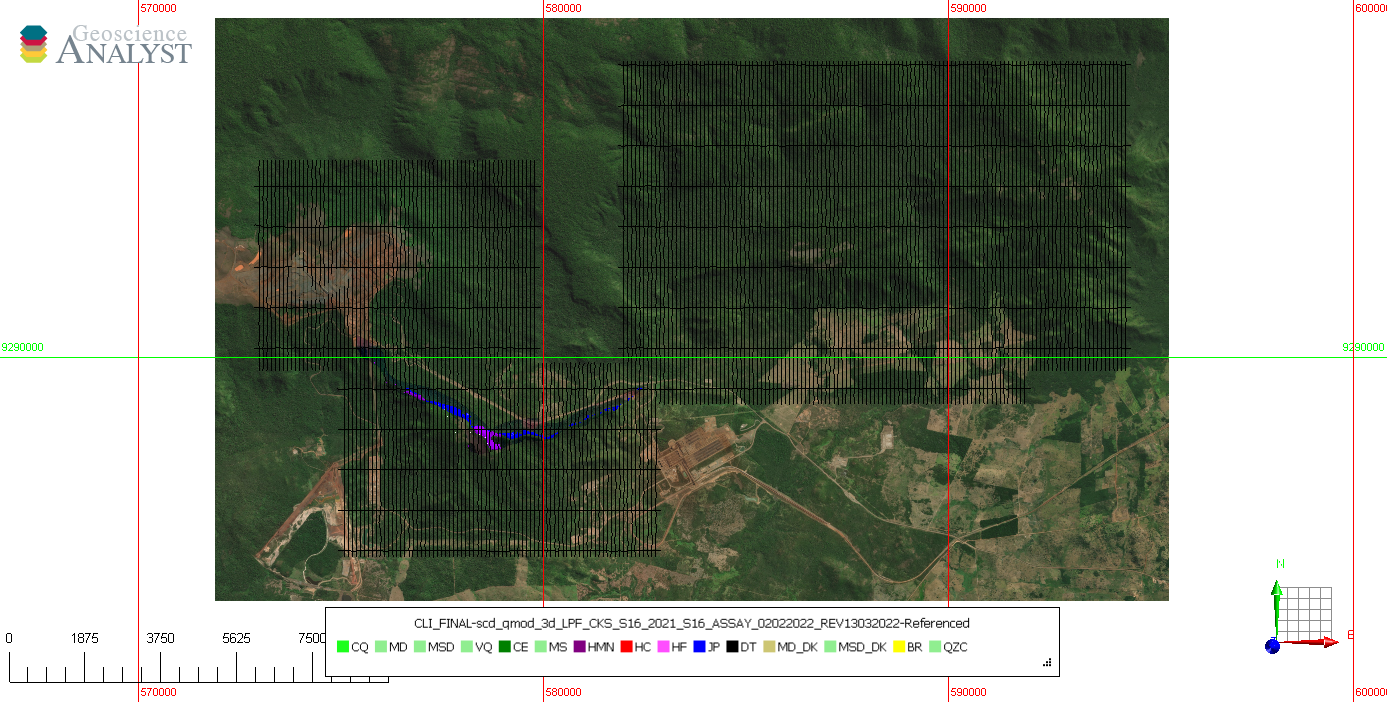 570000
580000
590000
600000
Geoscience
ANALYST
9290000
9290000
CLI_FINAL-scd_qmod_3d_LPF_CKS_S16_2021_S16_ASSAY_02022022_REV13032022-Referenced
CQ MD MSD VQ CE MS HMN HC HF JP DT MD_DK MSD_DK BR QZC
0 1875 3750 5625 7500
N
E
570000
580000
590000
600000